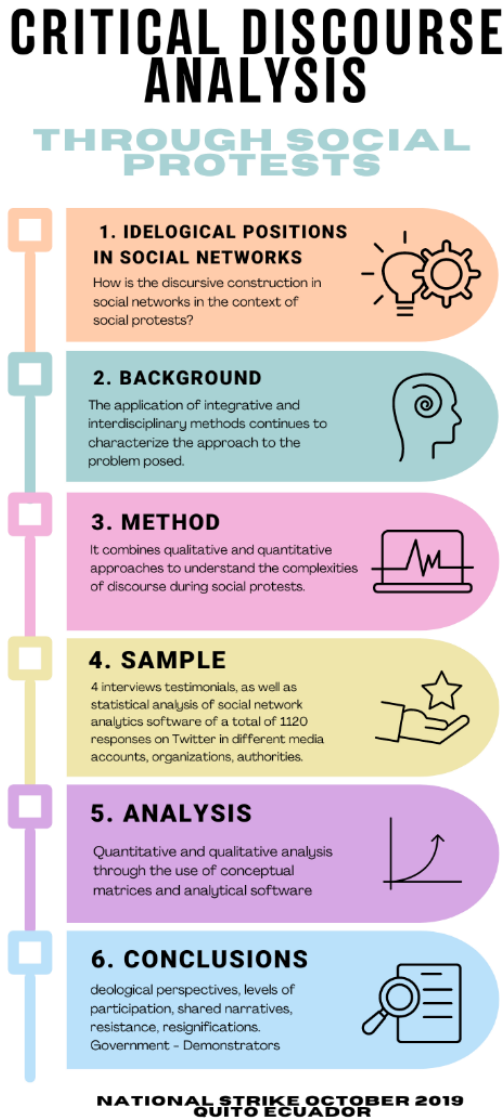 CRITICAL DISCOURSE
ANALYSIS
THROUGH SOCIAL
PROTESTS
1. IDELOGICAL POSITIONS
IN SOCIAL NETWORKS
How is the discursive construction in
social networks in the context of
social protests?
2. BACKGROUND
The application of integrative and
interdisciplinary methods continues to
characterize the approach to the
problem posed.
3. METHOD
It combines qualitative and quantitative
approaches to understand the complexities
of discourse during social protests.
4. SAMPLE
4 interviews testimonials, as well as
statistical analysis of social network
analytics software of a total of 1120
responses on Twitter in different media
accounts, organizations, authorities.
5. ANALYSIS
Quantitative and qualitative analysis
through the use of conceptual
matrices and analytical software
6. CONCLUSIONS
deological perspectives, levels of
participation, shared narratives,
resistance, resignifications.
Government - Demonstrators
NATIONAL STRIKE OCTOBER 2019
QUITO ECUADOR